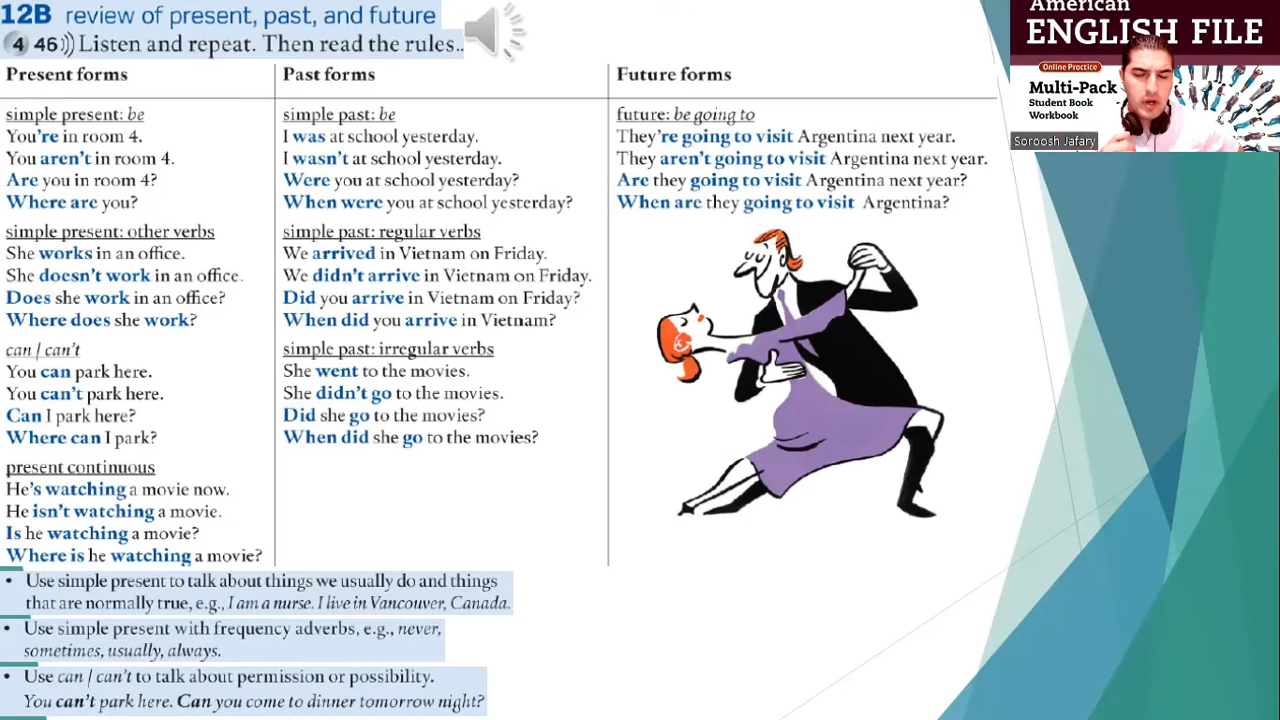 12B review of present, past, and future
4 46)) Listen and repeat. Then read the rules..
Present forms
simple present: be
You're in room 4.
You aren't in room 4.
Are you in room 4?
Where are you?
simple present: other verbs
She works in an office.
She doesn't work in an office.
Does she work in an office?
Where does she work?
can / can't
You can park here.
You can't park here.
Can I park here?
Where can I park?
present continuous
He's watching a movie now.
He isn't watching a movie.
Is he watching a movie?
Where is he watching a movie?
Past forms
simple past: be
I was at school yesterday.
I wasn't at school yesterday.
Were you at school yesterday?
When were you at school yesterday?
simple past: regular verbs
We arrived in Vietnam on Friday.
We didn't arrive in Vietnam on Friday.
Did you arrive in Vietnam on Friday?
When did you arrive in Vietnam?
simple past: irregular verbs
She went to the movies.
She didn't go to the movies.
Did she go to the movies?
When did she go to the movies?
Future forms
future: be going to
They're going to visit Argentina next year.
They aren't going to visit Argentina next year.
Are they going to visit Argentina next year?
When are they going to visit Argentina?
• Use simple present to talk about things we usually do and things
that are normally true, e.g., I am a nurse. I live in Vancouver, Canada.
• Use simple present with frequency adverbs, e.g., never,
sometimes, usually, always.
• Use can / can't to talk about permission or possibility.
You can't park here. Can you come to dinner tomorrow night?
American
ENGLISH FILE
Online Practice
Multi-Pack
Student Book
Workbook
Soroosh Jafary